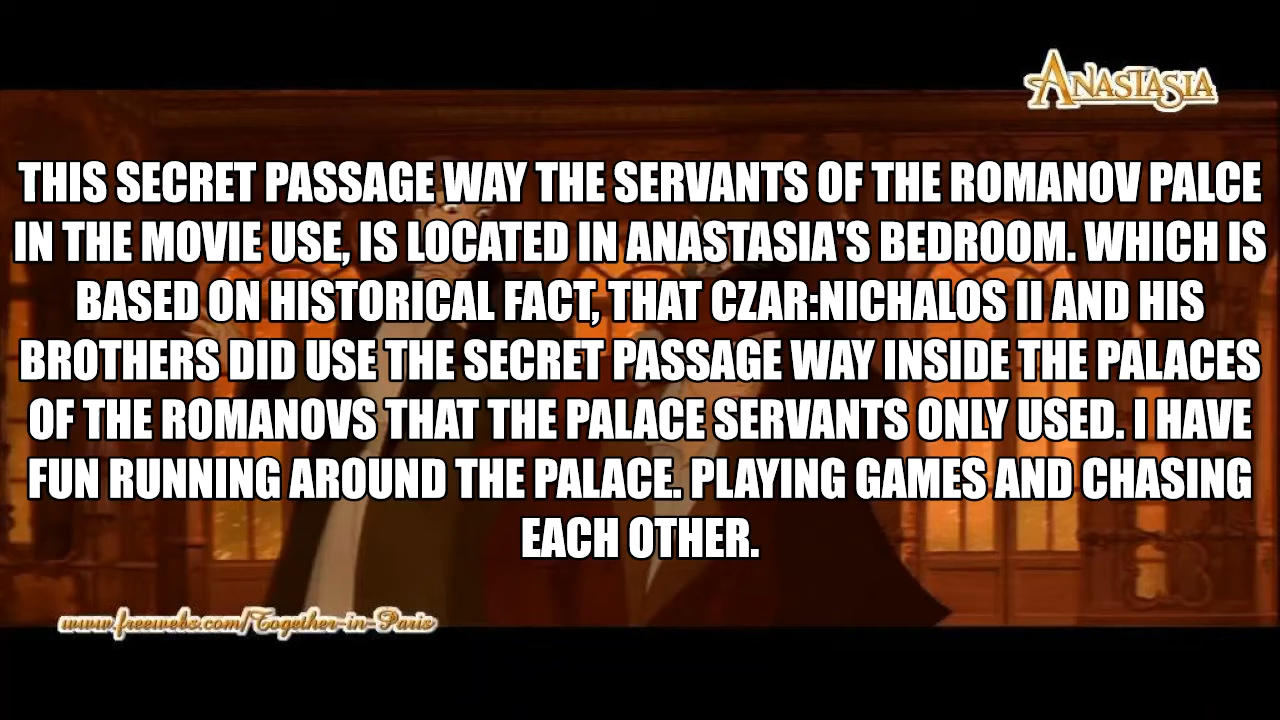 ANASTASIA
THIS SECRET PASSAGE WAY THE SERVANTS OF THE ROMANOV PALCE
IN THE MOVIE USE, IS LOCATED IN ANASTASIA'S BEDROOM. WHICH IS
BASED ON HISTORICAL FACT, THAT CZAR:NICHALOS II AND HIS
BROTHERS DID USE THE SECRET PASSAGE WAY INSIDE THE PALACES
OF THE ROMANOVS THAT THE PALACE SERVANTS ONLY USED. I HAVE
FUN RUNNING AROUND THE PALACE. PLAYING GAMES AND CHASING
EACH OTHER.
www.freewebs.com/Together-in-Paris